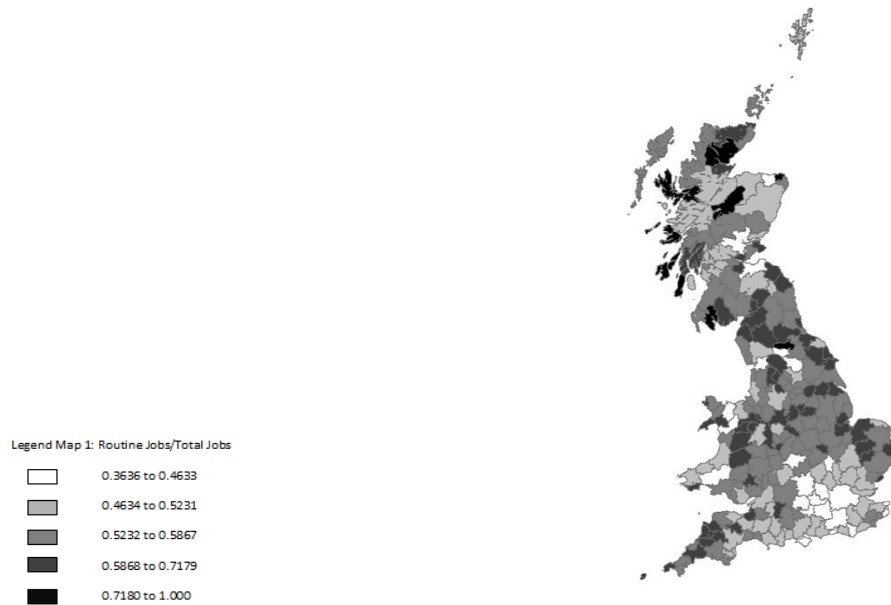 Legend Map 1: Routine Jobs/Total Jobs
0.3636 to 0.4633
0.4634 to 0.5231
0.5232 to 0.5867
0.5868 to 0.7179
0.7180 to 1.000